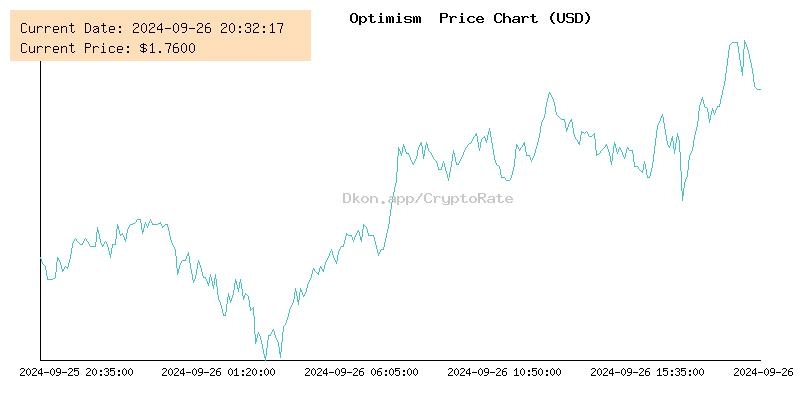 Optimism  Price Chart (USD)
Current Date: 2024-09-26 20:32:17
Current Price: $1.7600
Dkon.app/CryptoRate
2024-09-25 20:35:00 2024-09-26 01:20:00 2024-09-26 06:05:00 2024-09-26 10:50:00 2024-09-26 15:35:00 2024-09-26